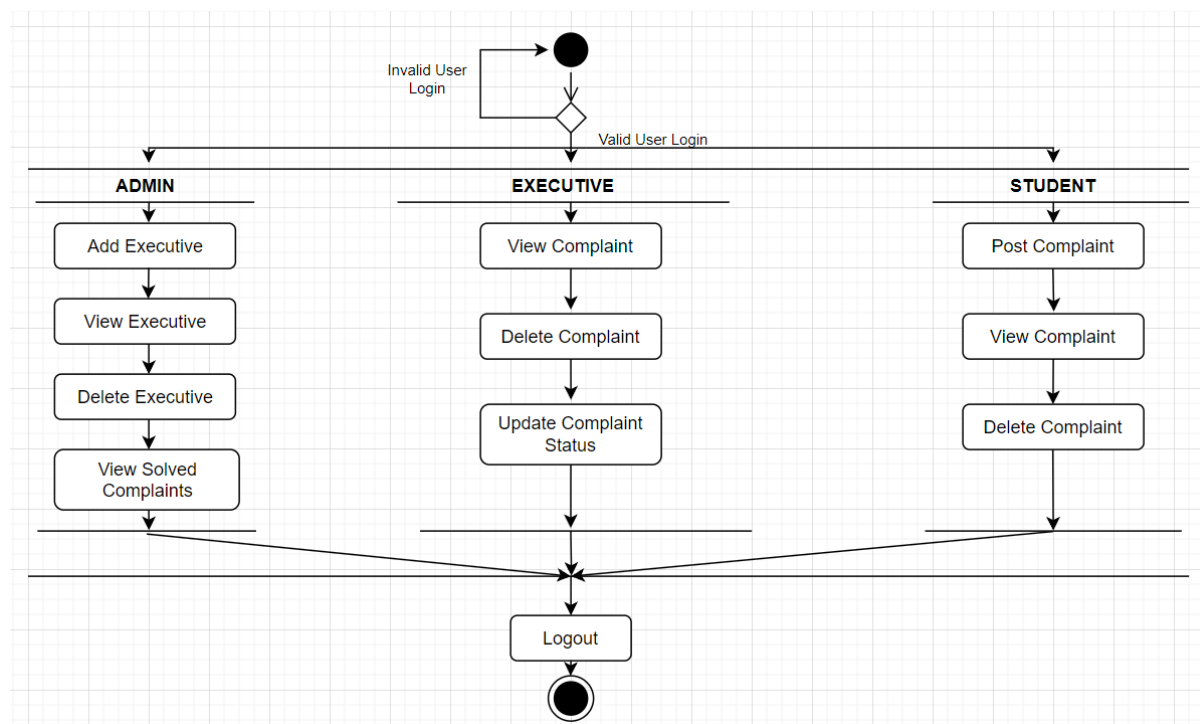 Invalid User
Login
Valid User Login
ADMIN
EXECUTIVE
STUDENT
Add Executive
View Complaint
Post Complaint
View Executive
Delete Complaint
View Complaint
Delete Executive
Update Complaint
Status
Delete Complaint
View Solved
Complaints
Logout